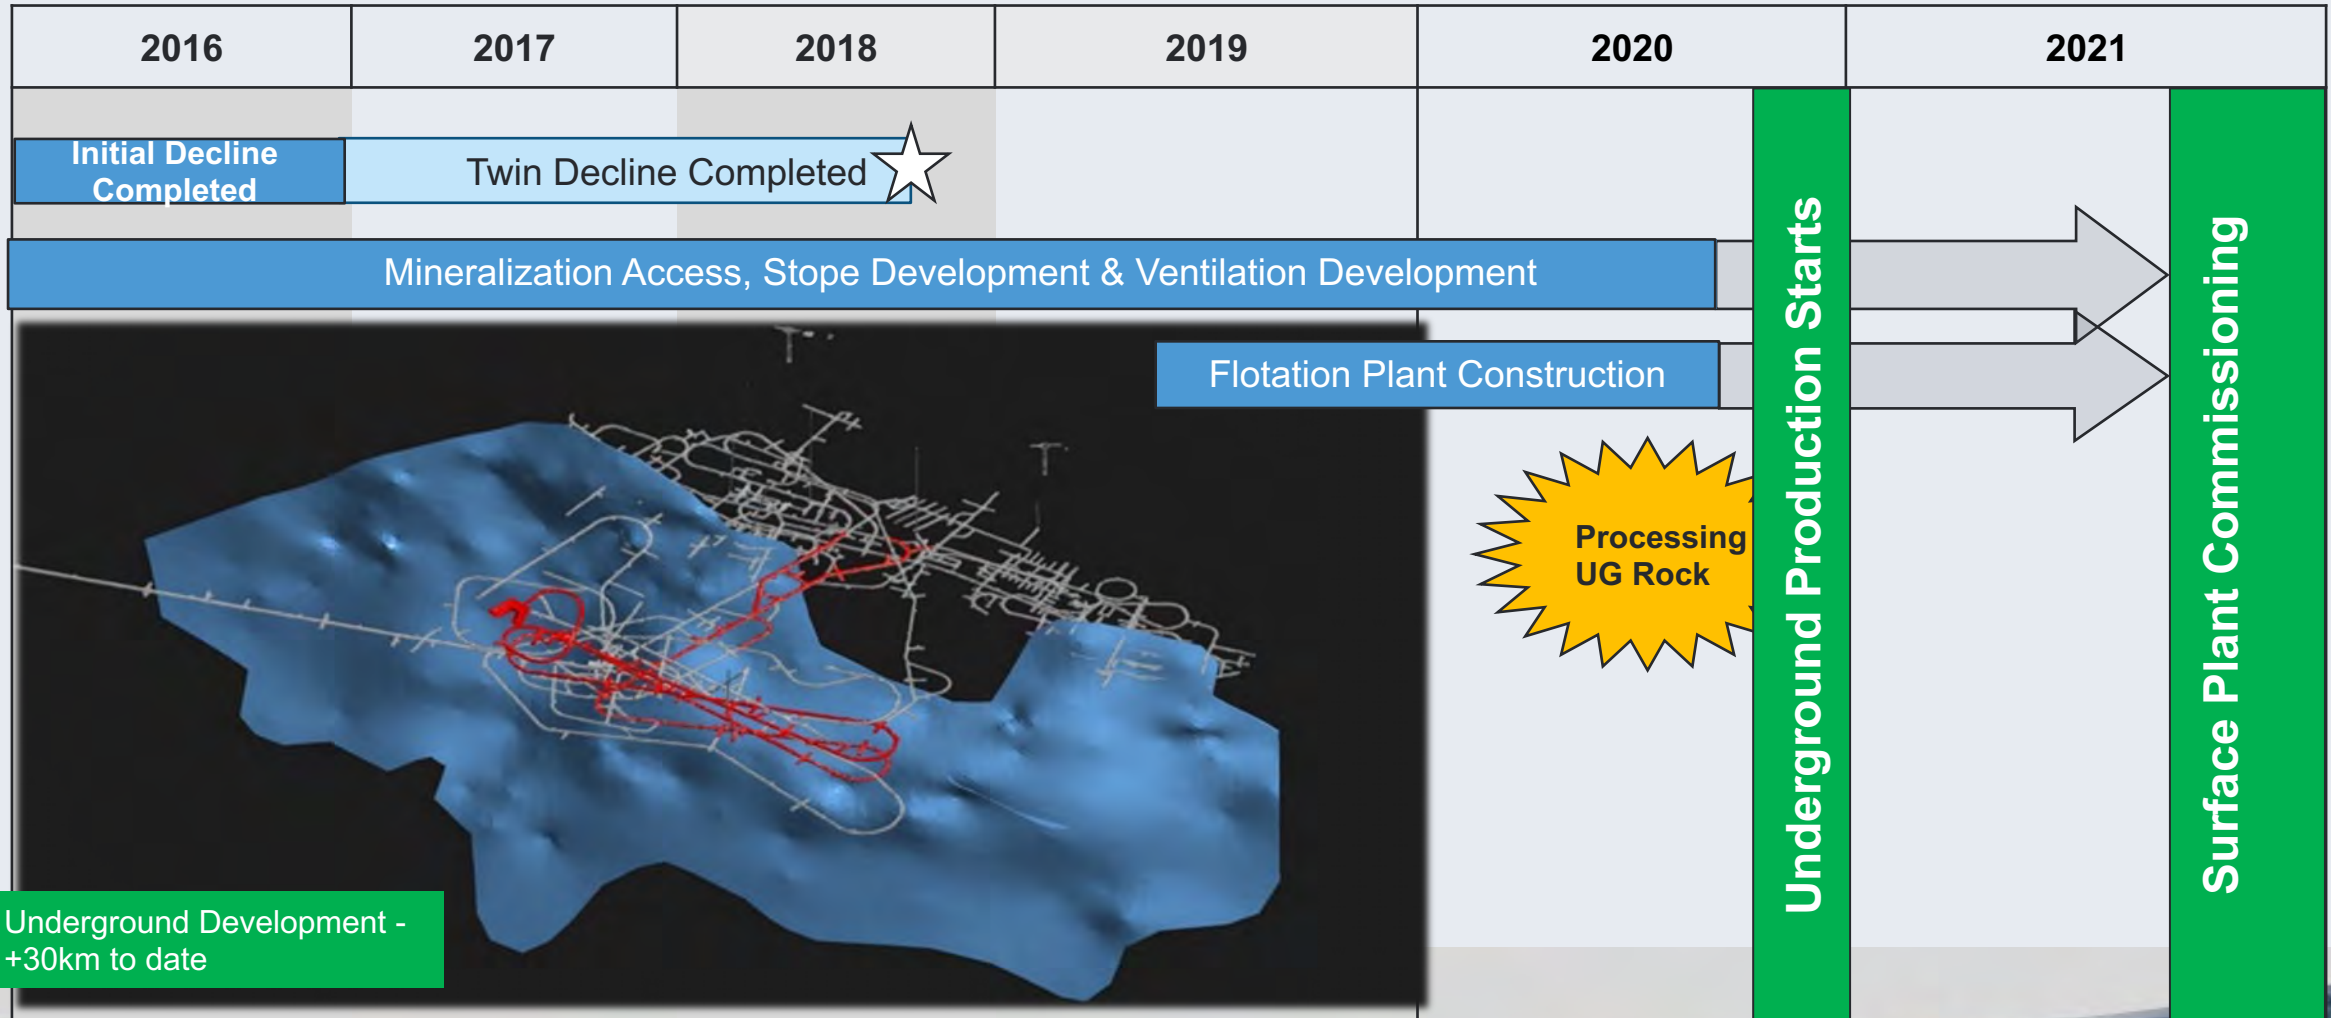 2016
2017
2018
2019
2020
2021
Initial Decline
Completed
Twin Decline Completed
Mineralization Access, Stope Development & Ventilation Development
Flotation Plant Construction
Processing
UG Rock
Underground Production Starts
Surface Plant Commissioning
Underground Development -
+30km to date